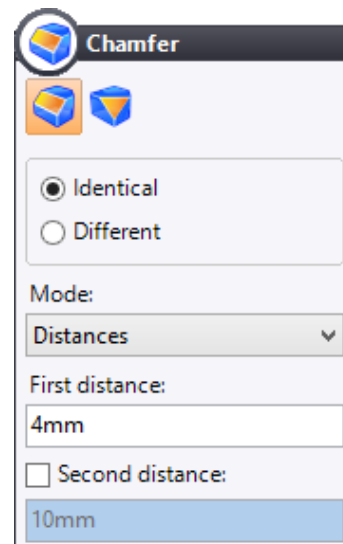 Chamfer
Identical
Different
Mode:
Distances
First distance:
4mm
Second distance:
10mm